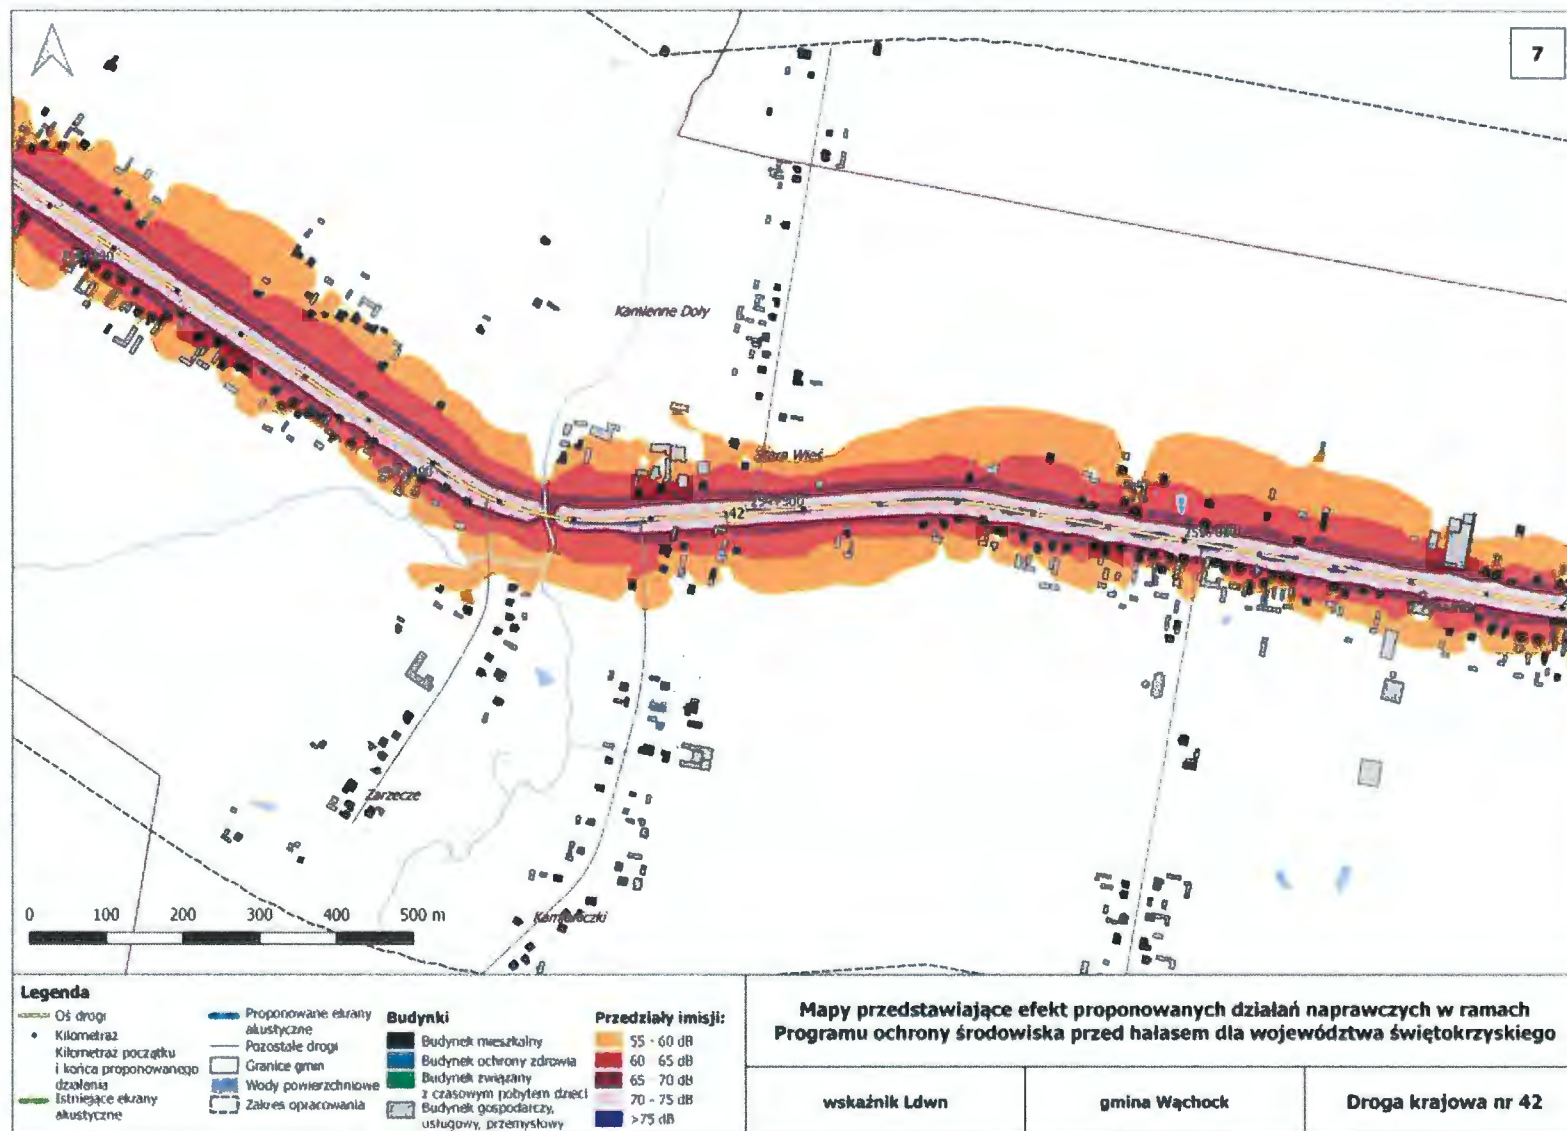 7
Kamienne Doły
Stara Wieś
42
Zarzecze
Kamieniczki
0 100 200 300 400 500 m
Legenda
Oś drogi
Kilometraż
Kilometraż początku
i końca proponowanego
działania
Istniejące ekrany
akustyczne
Proponowane ekrany
akustyczne
Pozostałe drogi
Granice gmin
Wody powierzchniowe
Zakres opracowania
Budynki
Budynek mieszkalny
Budynek ochrony zdrowia
Budynek związany
z czasowym pobytem dzieci
Budynek gospodarczy,
usługowy, przemysłowy
Przedziały imisji:
55 - 60 dB
60 - 65 dB
65 - 70 dB
70 - 75 dB
>75 dB
Mapy przedstawiające efekt proponowanych działań naprawczych w ramach
Programu ochrony środowiska przed hałasem dla województwa świętokrzyskiego
wskaźnik Ldwn
gmina Wąchock
Droga krajowa nr 42